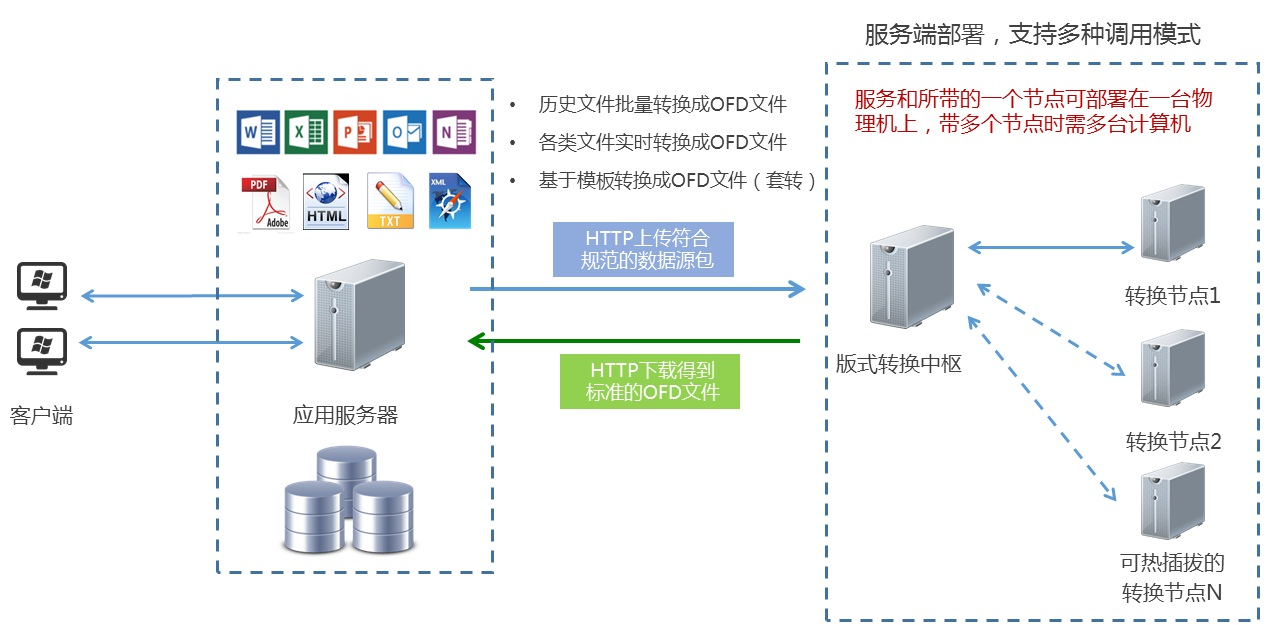 服务端部署，支持多种调用模式
• 历史文件批量转换成OFD文件
• 各类文件实时转换成OFD文件
• 基于模板转换成OFD文件（套转）
服务和所带的一个节点可部署在一台物
理机上，带多个节点时需多台计算机
W
X
P
O
N
PDF
Adobe
HTML
TXT
XML
HTTP上传符合
规范的数据源包
HTTP下载得到
标准的OFD文件
客户端
应用服务器
版式转换中枢
转换节点1
转换节点2
可热插拔的
转换节点N